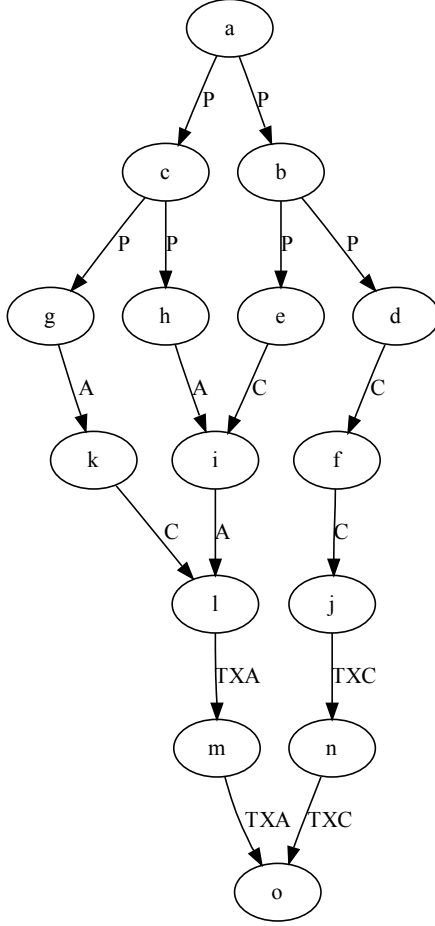 a
P P
c b
P P P P
g h e d
A A C C
k i f
C A C
l j
TXA TXC
m n
TXA TXC
o